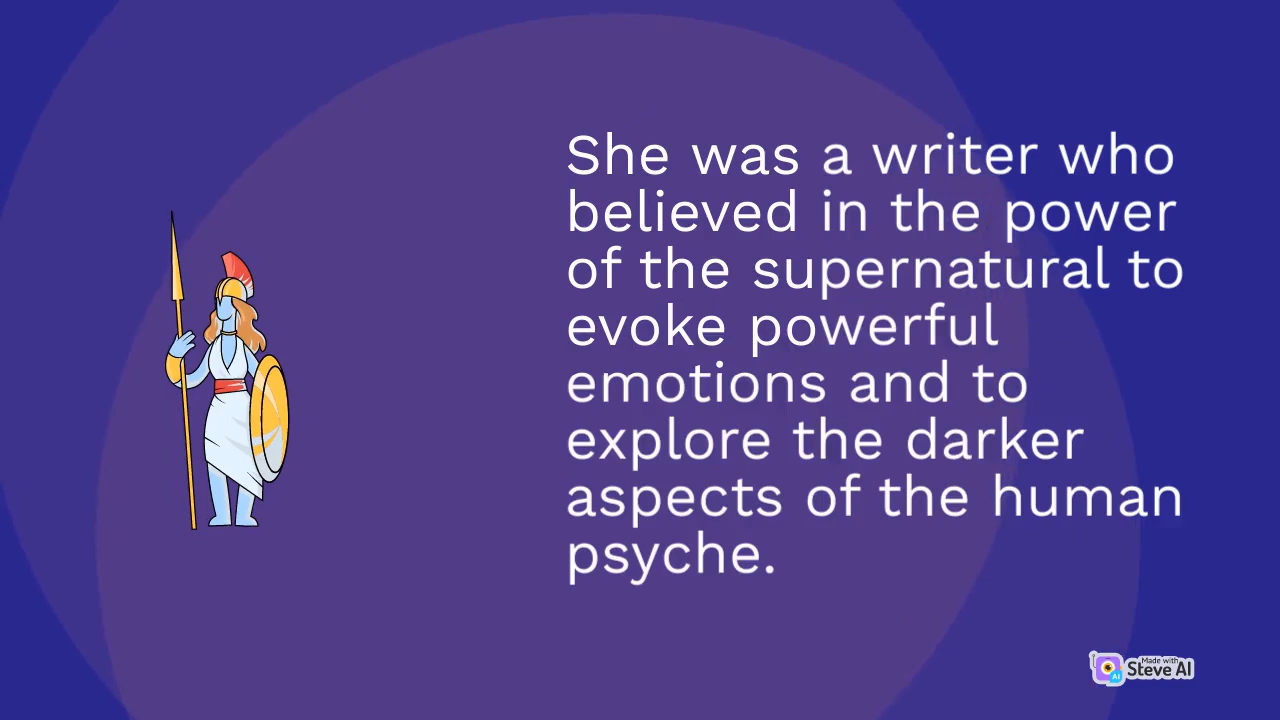 She was a writer who
believed in the power
of the supernatural to
evoke powerful
emotions and to
explore the darker
aspects of the human
psyche.
Made with
Steve AI
AI